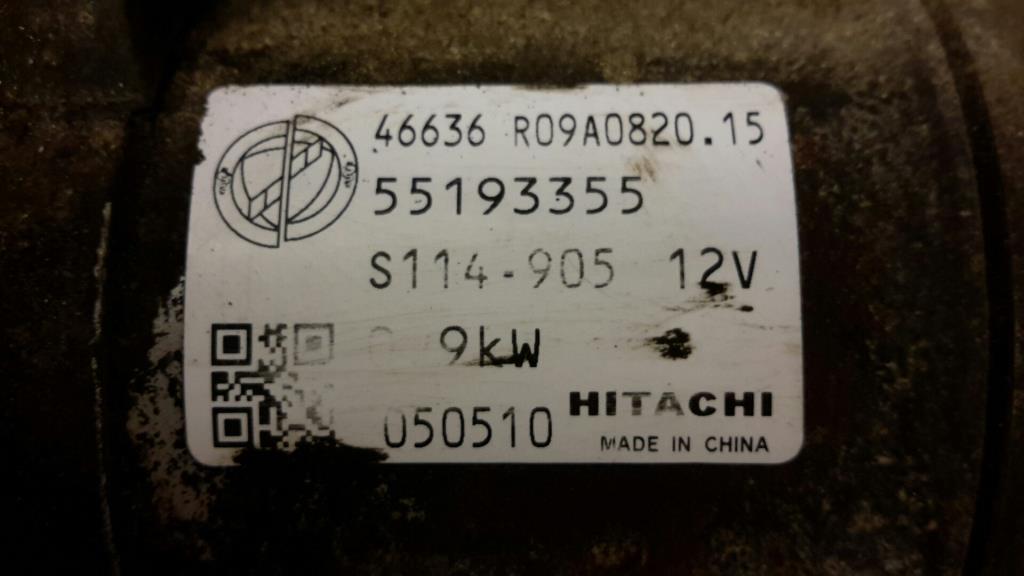 46636 R09A0820.15
55193355
S114-905 12V
9kW
050510
HITACHI
MADE IN CHINA